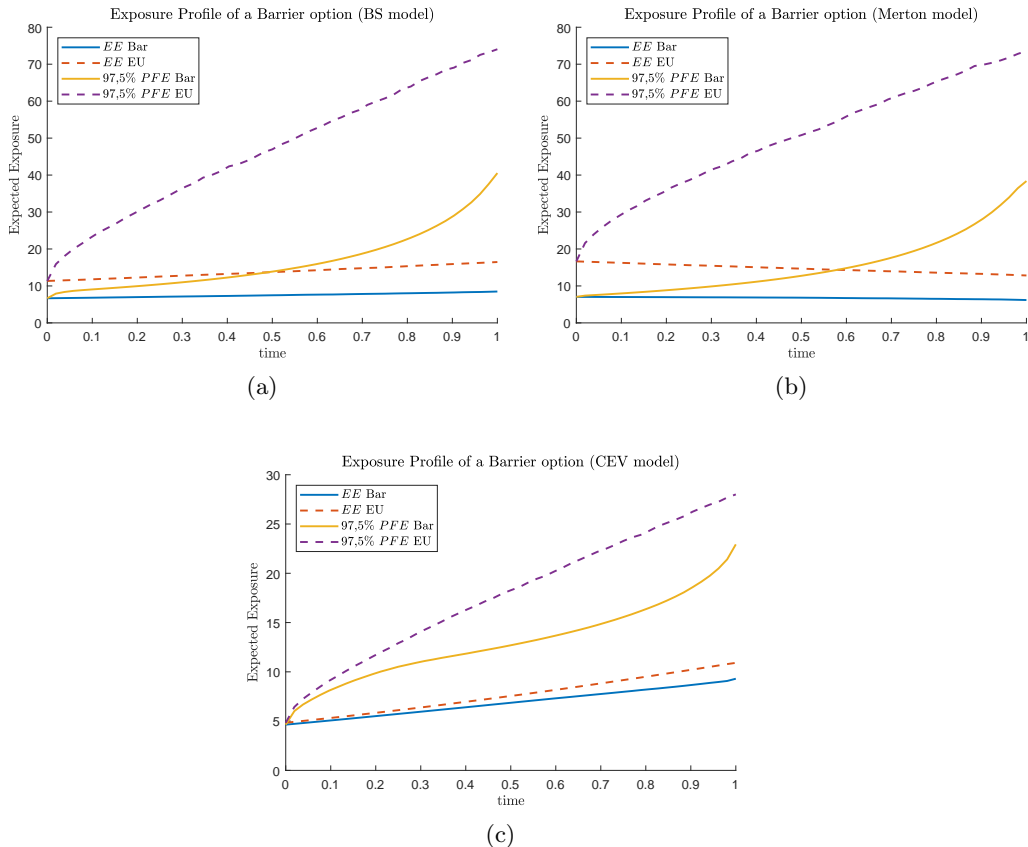 Exposure Profile of a Barrier option (BS model)
80
70
60
50
40
30
20
10
0
Expected Exposure
EE Bar
EE EU
97,5% PFE Bar
97,5% PFE EU
0 0.1 0.2 0.3 0.4 0.5 0.6 0.7 0.8 0.9 1
time
(a)
Exposure Profile of a Barrier option (Merton model)
80
70
60
50
40
30
20
10
0
Expected Exposure
EE Bar
EE EU
97,5% PFE Bar
97,5% PFE EU
0 0.1 0.2 0.3 0.4 0.5 0.6 0.7 0.8 0.9 1
time
(b)
Exposure Profile of a Barrier option (CEV model)
30
25
20
15
10
5
0
Expected Exposure
EE Bar
EE EU
97,5% PFE Bar
97,5% PFE EU
0 0.1 0.2 0.3 0.4 0.5 0.6 0.7 0.8 0.9 1
time
(c)